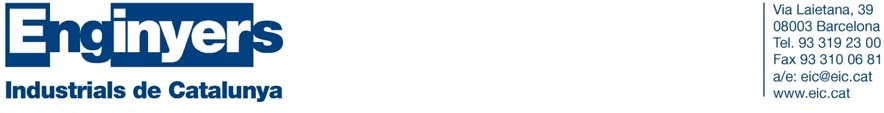 Enginyers
Industrials de Catalunya
Via Laietana, 39
08003 Barcelona
Tel. 93 319 23 00
Fax 93 310 06 81
a/e: eic@eic.cat
www.eic.cat